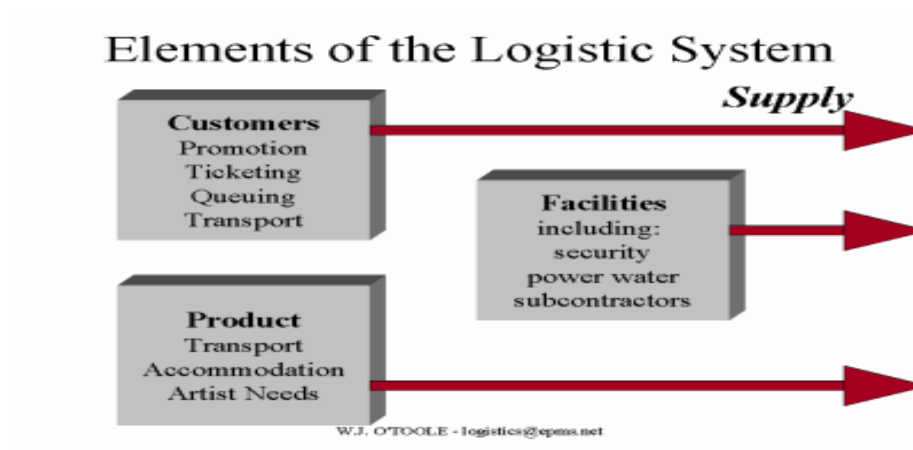 Elements of the Logistic System
Supply
Customers
Promotion
Ticketing
Queuing
Transport
Facilities
including:
security
power water
subcontractors
Product
Transport
Accommodation
Artist Needs
W.J. O'TOOLE - logistics@epms.net